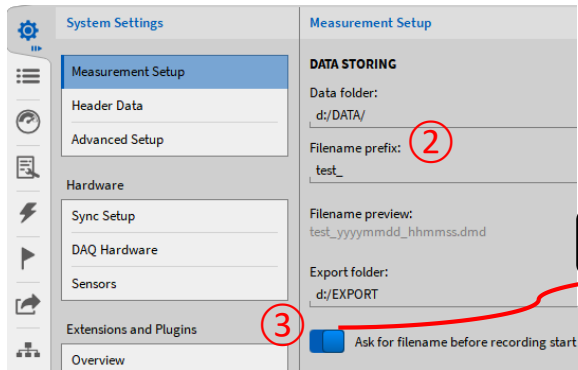 System Settings
Measurement Setup
Header Data
Advanced Setup
Hardware
Sync Setup
DAQ Hardware
Sensors
Extensions and Plugins
Overview
Measurement Setup
DATA STORING
Data folder:
d:/DATA/
②
Filename prefix:
test_
Filename preview:
test_yyyymmdd_hhmmss.dmd
Export folder:
d:/EXPORT
③
Ask for filename before recording start